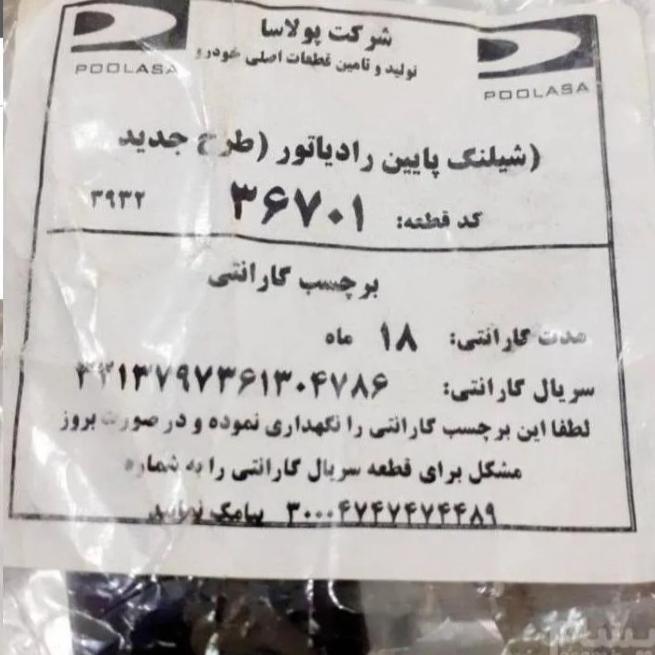 شرکت پولاسا
تولید و تامین قطعات اصلی خودرو
POOLASA
POOLASA
(شیلنگ پایین رادیاتور (طرح جدید
کد قطعه: ۳۶۷۰۱ ۳۹۳۲
برچسب گارانتی
مدت گارانتی: ۱۸ ماه
سریال گارانتی:
لطفا این برچسب گارانتی را نگهداری نموده و در صورت بروز
مشکل برای قطعه سریال گارانتی را به شماره
پیامک نمایید